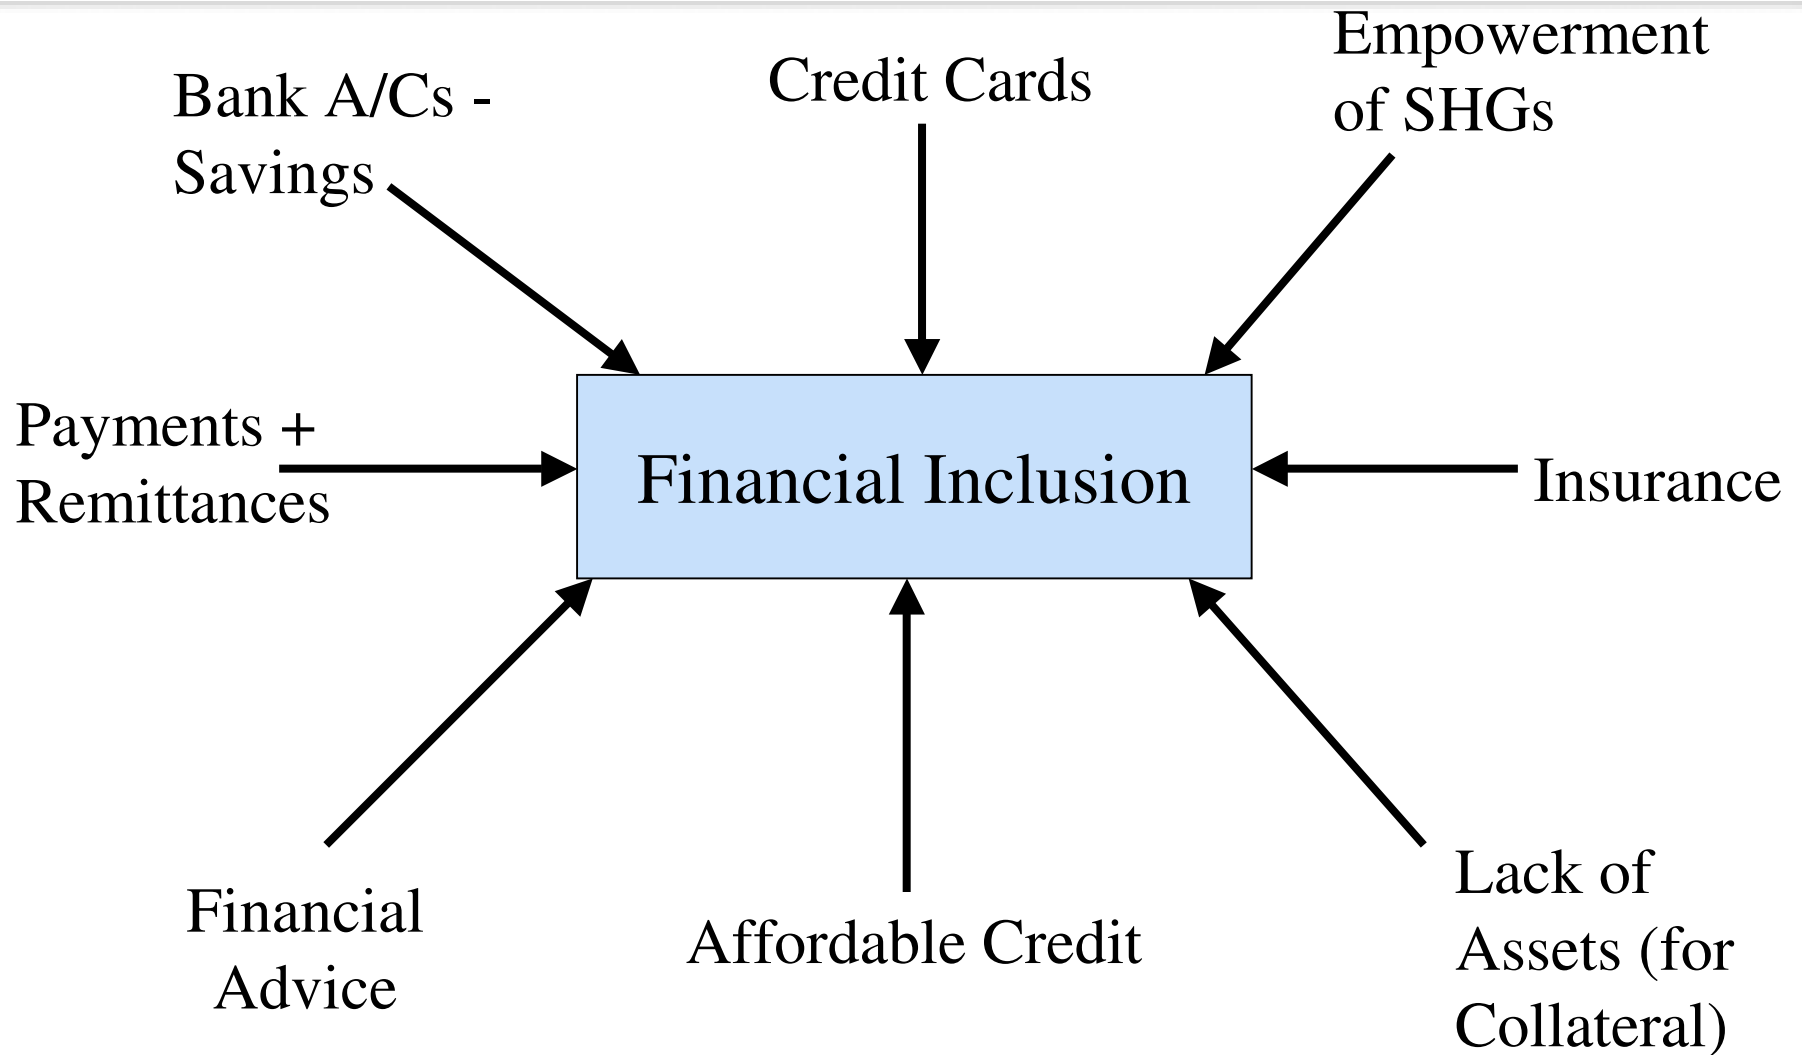 Empowerment
of SHGs
Credit Cards
Bank A/Cs -
Savings
Payments +
Remittances
Financial Inclusion
Insurance
Financial
Advice
Affordable Credit
Lack of
Assets (for
Collateral)